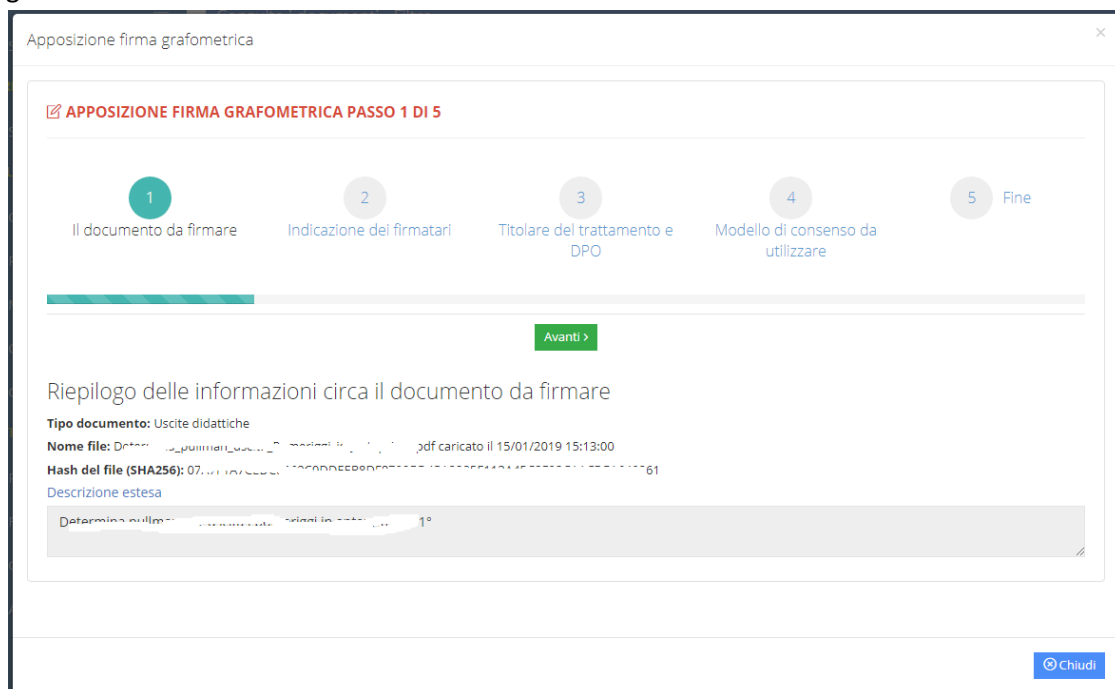 Apposizione firma grafometrica
×
APPOSIZIONE FIRMA GRAFOMETRICA PASSO 1 DI 5
1
Il documento da firmare
2
Indicazione dei firmatari
3
Titolare del trattamento e
DPO
4
Modello di consenso da
utilizzare
5 Fine
Avanti >
Riepilogo delle informazioni circa il documento da firmare
Tipo documento: Uscite didattiche
Nome file: pdf caricato il 15/01/2019 15:13:00
Hash del file (SHA256): 61
Descrizione estesa
Determina 1°
Chiudi